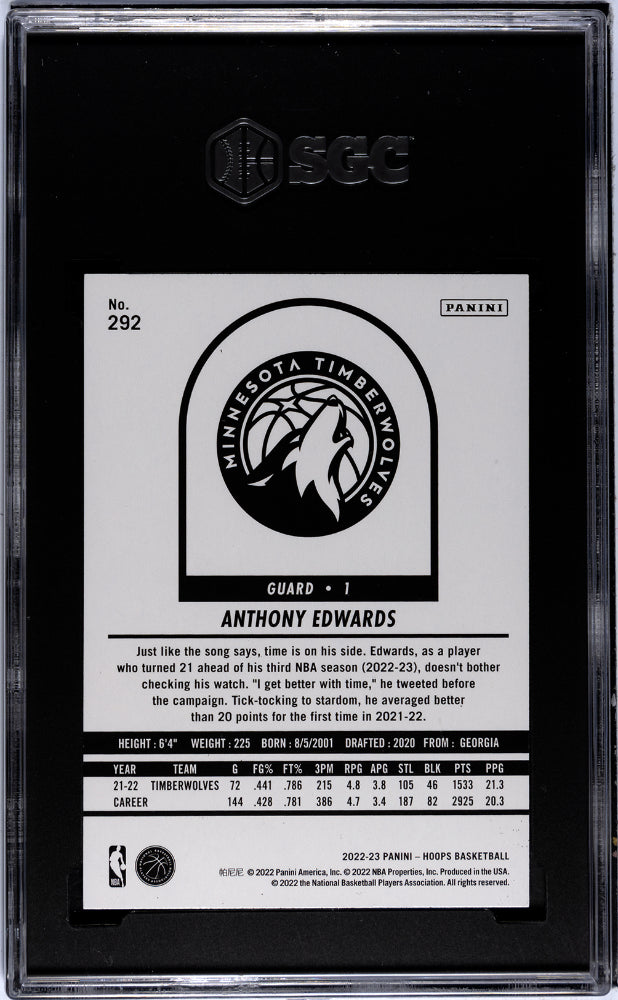 SGC
No.
292
PANINI
MINNESOTA TIMBERWOLVES
GUARD • 1
ANTHONY EDWARDS
Just like the song says, time is on his side. Edwards, as a player
who turned 21 ahead of his third NBA season (2022-23), doesn't bother
checking his watch. "I get better with time," he tweeted before
the campaign. Tick-tocking to stardom, he averaged better
than 20 points for the first time in 2021-22.
HEIGHT : 6'4" WEIGHT : 225 BORN : 8/5/2001 DRAFTED : 2020 FROM : GEORGIA
YEAR TEAM G FG% FT% 3PM RPG APG STL BLK PTS PPG
21-22 TIMBERWOLVES 72 .441 .786 215 4.8 3.8 105 46 1533 21.3
CAREER 144 .428 .781 386 4.7 3.4 187 82 2925 20.3
2022-23 PANINI – HOOPS BASKETBALL
NBA
帕尼尼 © 2022 Panini America, Inc. © 2022 NBA Properties, Inc. Produced in the USA.
© 2022 the National Basketball Players Association. All rights reserved.